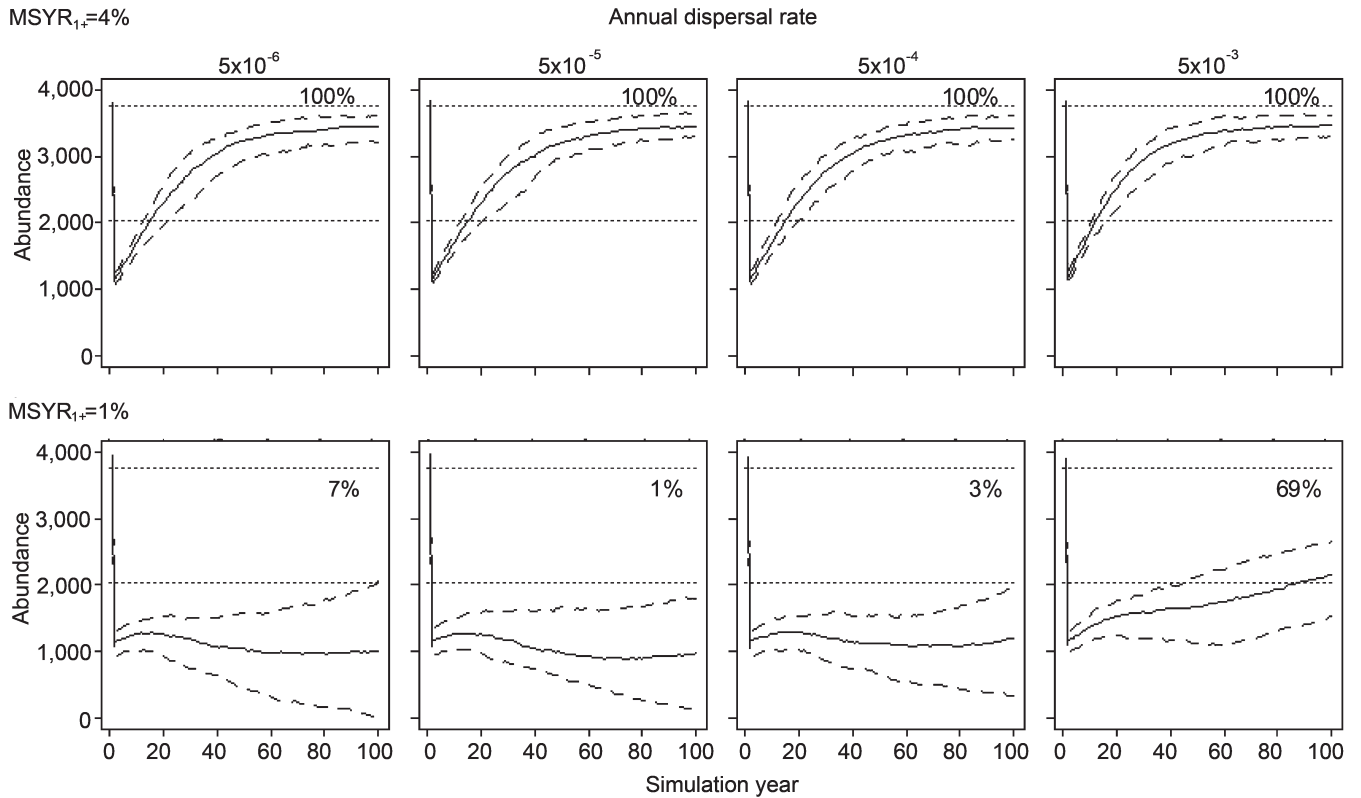 MSYR₁₊=4%
Annual dispersal rate
5x10⁻⁶ 5x10⁻⁵ 5x10⁻⁴ 5x10⁻³
4,000
3,000
2,000
1,000
0
Abundance
100% 100% 100% 100%
MSYR₁₊=1%
4,000
3,000
2,000
1,000
0
Abundance
7% 1% 3% 69%
0 20 40 60 80 100 0 20 40 60 80 100 0 20 40 60 80 100 0 20 40 60 80 100
Simulation year